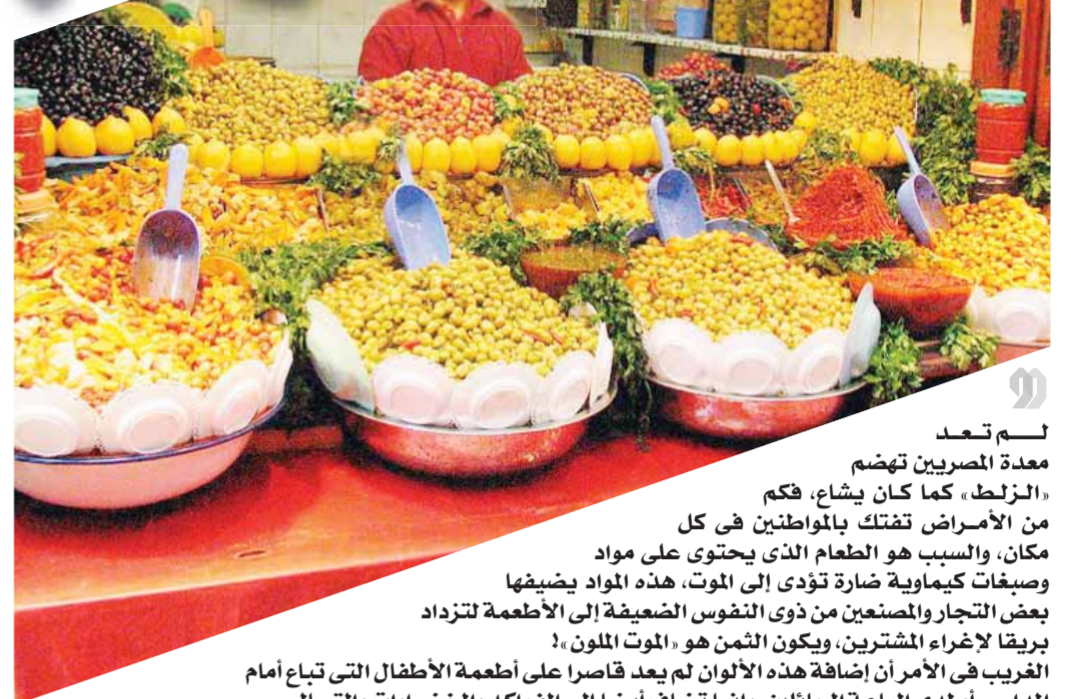 لـــم تـعـد
معدة المصريين تهضم
«الـزلـط» كما كـان يشاع، فكم
من الأمـراض تفتك بالمواطنين فى كل
مكان، والسبب هو الطعام الذى يحتوى على مواد
وصبغات كيماوية ضارة تؤدى إلى الموت، هذه المواد يضيفها
بعض التجار والمصنعين من ذوى النفوس الضعيفة إلى الأطعمة لتزداد
بريقا لإغراء المشترين، ويكون الثمن هو «الموت الملون»!
الغريب فى الأمر أن إضافة هذه الألوان لم يعد قاصرا على أطعمة الأطفال التى تباع أمام